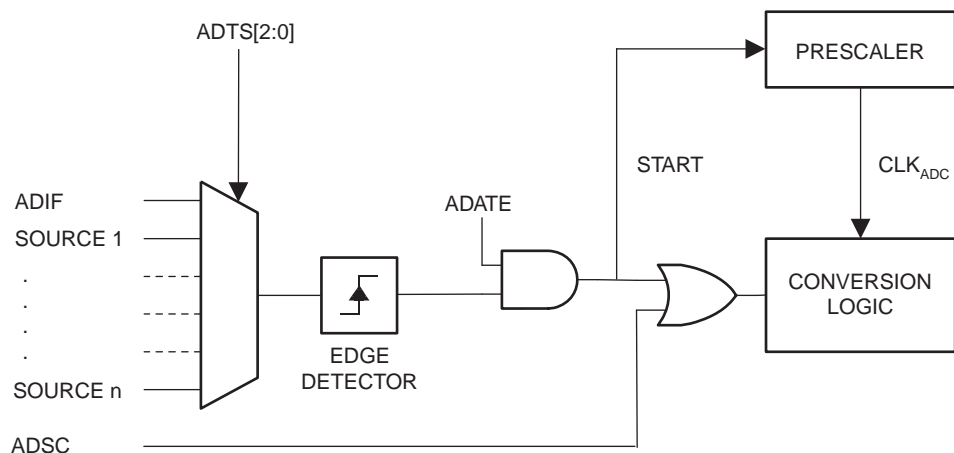 ADTS[2:0]
PRESCALER
START
CLKADC
ADIF
ADATE
SOURCE 1
.
.
.
.
CONVERSION
LOGIC
EDGE
DETECTOR
SOURCE n
ADSC